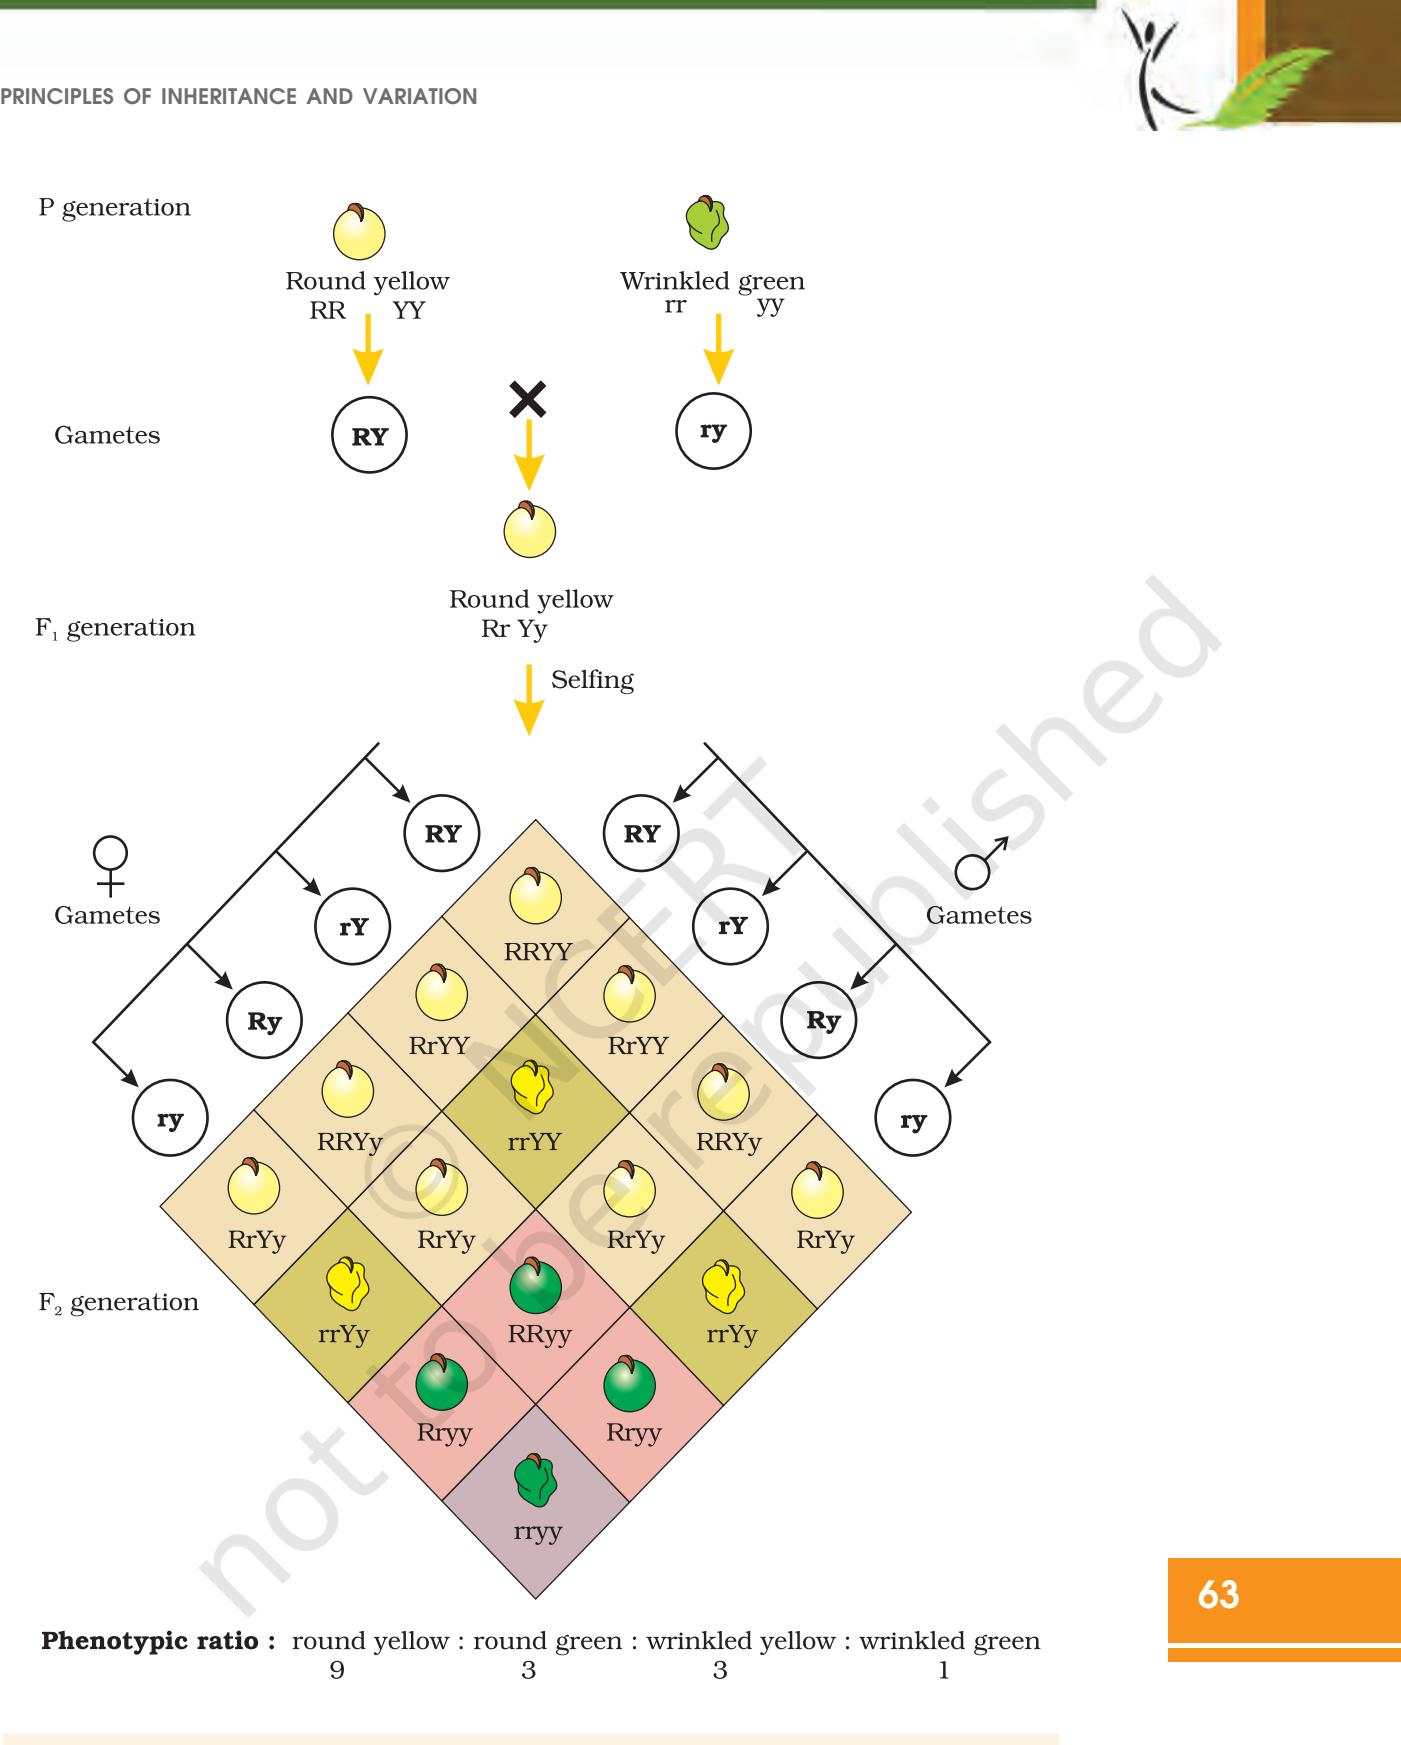 PRINCIPLES OF INHERITANCE AND VARIATION
P generation
Round yellow
RR YY
Wrinkled green
rr yy
Gametes
RY
ry
Round yellow
F₁ generation
Rr Yy
Selfing
RY RY
Gametes
rY rY
Gametes
RRYY
Ry Ry
RrYY RrYY
ry ry
RRYy rrYY RRYy
RrYy RrYy RrYy RrYy
F₂ generation
rrYy RRyy rrYy
Rryy Rryy
rryy
© NCERT
not to be republished
63
Phenotypic ratio : round yellow : round green : wrinkled yellow : wrinkled green
9 3 3 1